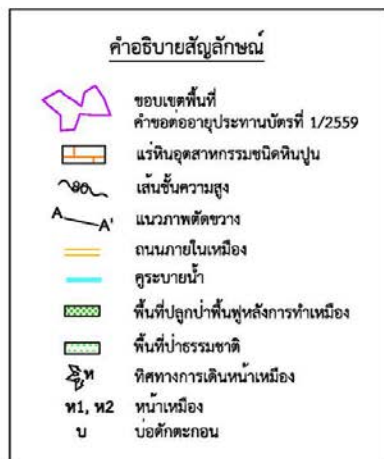 คำอธิบายสัญลักษณ์
ขอบเขตพื้นที่
คำขอต่ออายุประทานบัตรที่ 1/2559
แร่หินอุตสาหกรรมชนิดหินปูน
80 เส้นชั้นความสูง
A A' แนวภาพตัดขวาง
ถนนภายในเหมือง
คูระบายน้ำ
พื้นที่ปลูกป่าฟื้นฟูหลังการทำเหมือง
พื้นที่ป่าธรรมชาติ
ห ทิศทางการเดินหน้าเหมือง
ห1, ห2 หน้าเหมือง
บ บ่อดักตะกอน